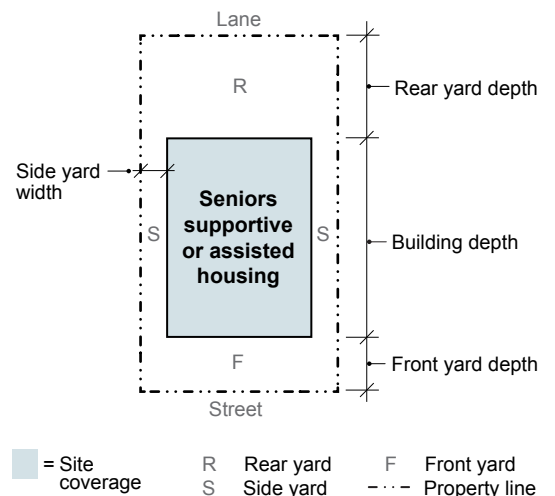 Lane
R
Rear yard depth
Side yard
width
Seniors
supportive
or assisted
housing
S
S
Building depth
F
Front yard depth
Street
= Site
coverage
R Rear yard
S Side yard
F Front yard
Property line